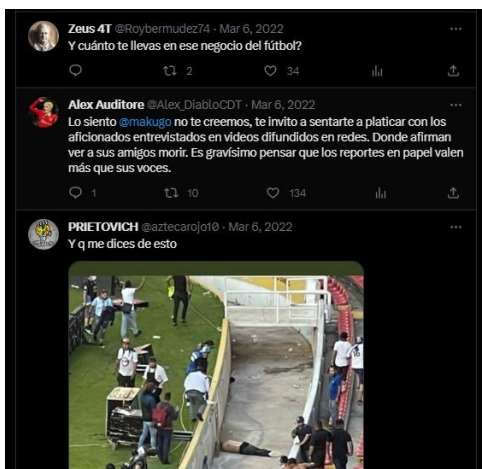 Zeus 4T @Roybermudez74 · Mar 6, 2022
Y cuánto te llevas en ese negocio del fútbol?
2 34
Alex Auditore @Alex_DiabloCDT · Mar 6, 2022
Lo siento @makugo no te creemos, te invito a sentarte a platicar con los
aficionados entrevistados en videos difundidos en redes. Donde afirman
ver a sus amigos morir. Es gravísimo pensar que los reportes en papel valen
más que sus voces.
1 10 134
PRIETOVICH @aztecarojo10 · Mar 6, 2022
Y q me dices de esto